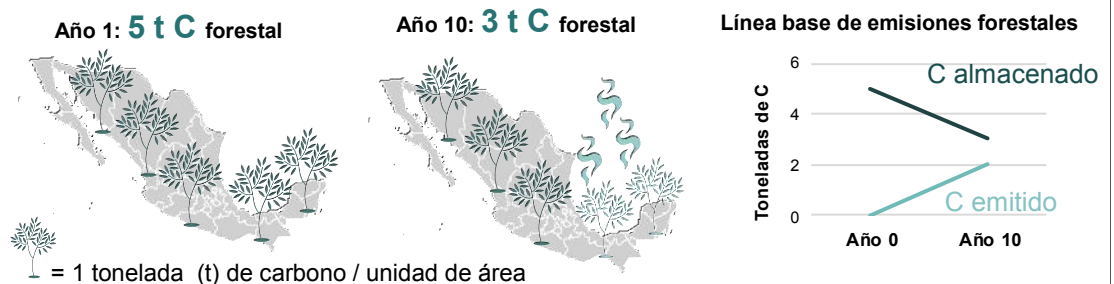 Año 1: 5 t C forestal
Año 10: 3 t C forestal
= 1 tonelada (t) de carbono / unidad de área
Línea base de emisiones forestales
Toneladas de C
6
4
2
0
C almacenado
C emitido
Año 0
Año 10